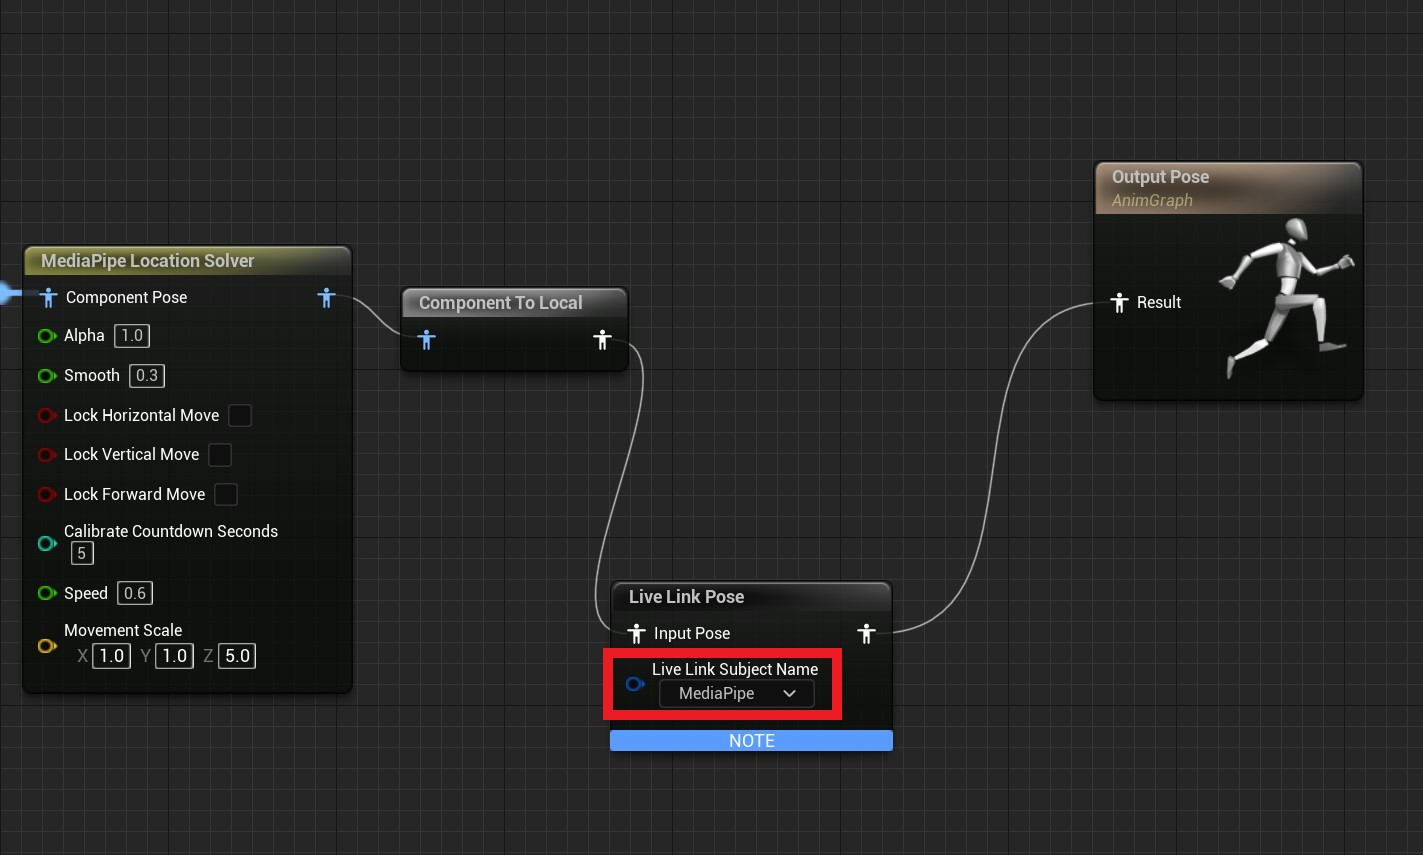 MediaPipe Location Solver
Component Pose
Alpha 1.0
Smooth 0.3
Lock Horizontal Move
Lock Vertical Move
Lock Forward Move
Calibrate Countdown Seconds
5
Speed 0.6
Movement Scale
X 1.0 Y 1.0 Z 5.0
Component To Local
Live Link Pose
Input Pose
Live Link Subject Name
MediaPipe
NOTE
Output Pose
AnimGraph
Result